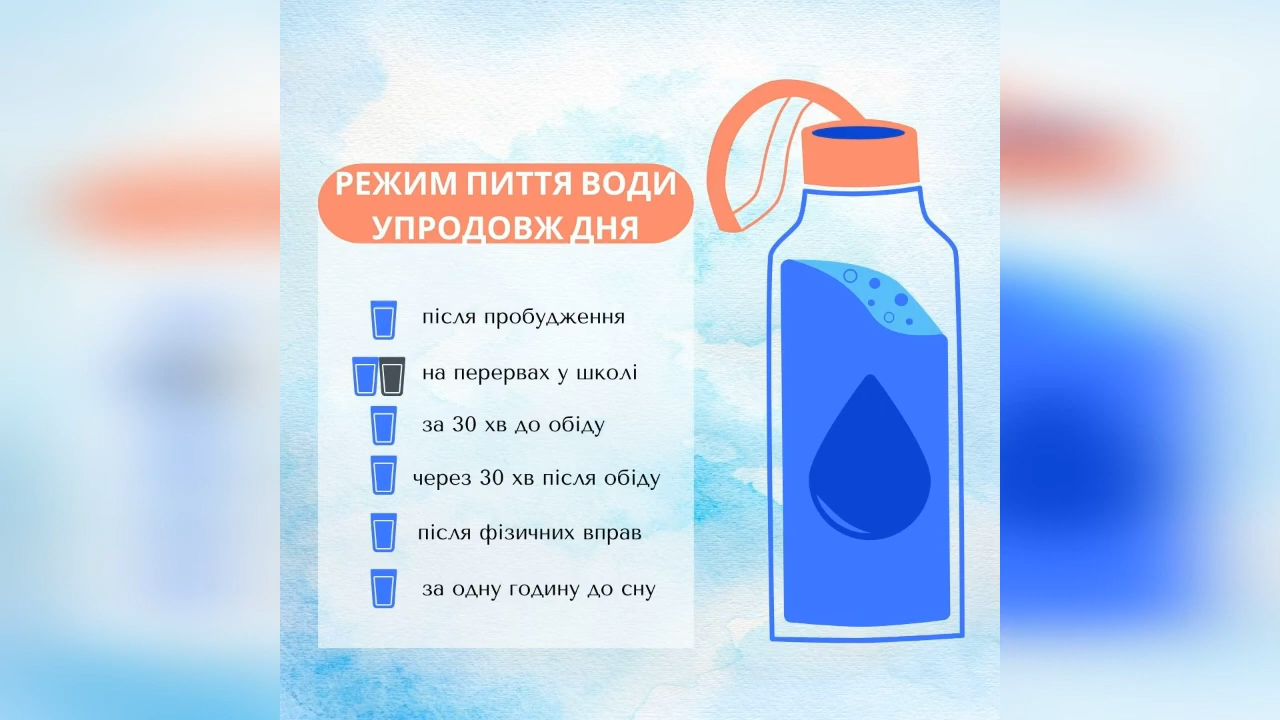 РЕЖИМ ПИТТЯ ВОДИ
УПРОДОВЖ ДНЯ
після пробудження
на перервах у школі
за 30 хв до обіду
через 30 хв після обіду
після фізичних вправ
за одну годину до сну